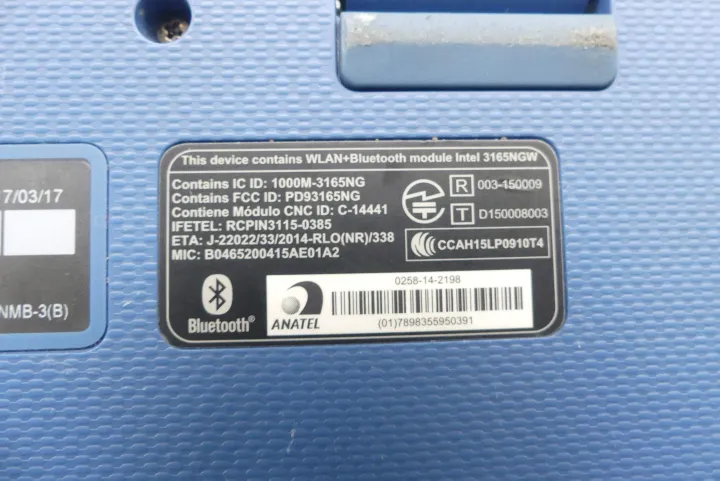 This device contains WLAN+Bluetooth module Intel 3165NGW
Contains IC ID: 1000M-3165NG
Contains FCC ID: PD93165NG
Contiene Módulo CNC ID: C-14441
IFETEL: RCPIN3115-0385
ETA: J-22022/33/2014-RLO(NR)/338
MIC: B0465200415AE01A2
R 003-150009
T D150008003
CCAH15LP0910T4
Bluetooth®
ANATEL
0258-14-2198
(01)7898355950391
7/03/17
NMB-3(B)